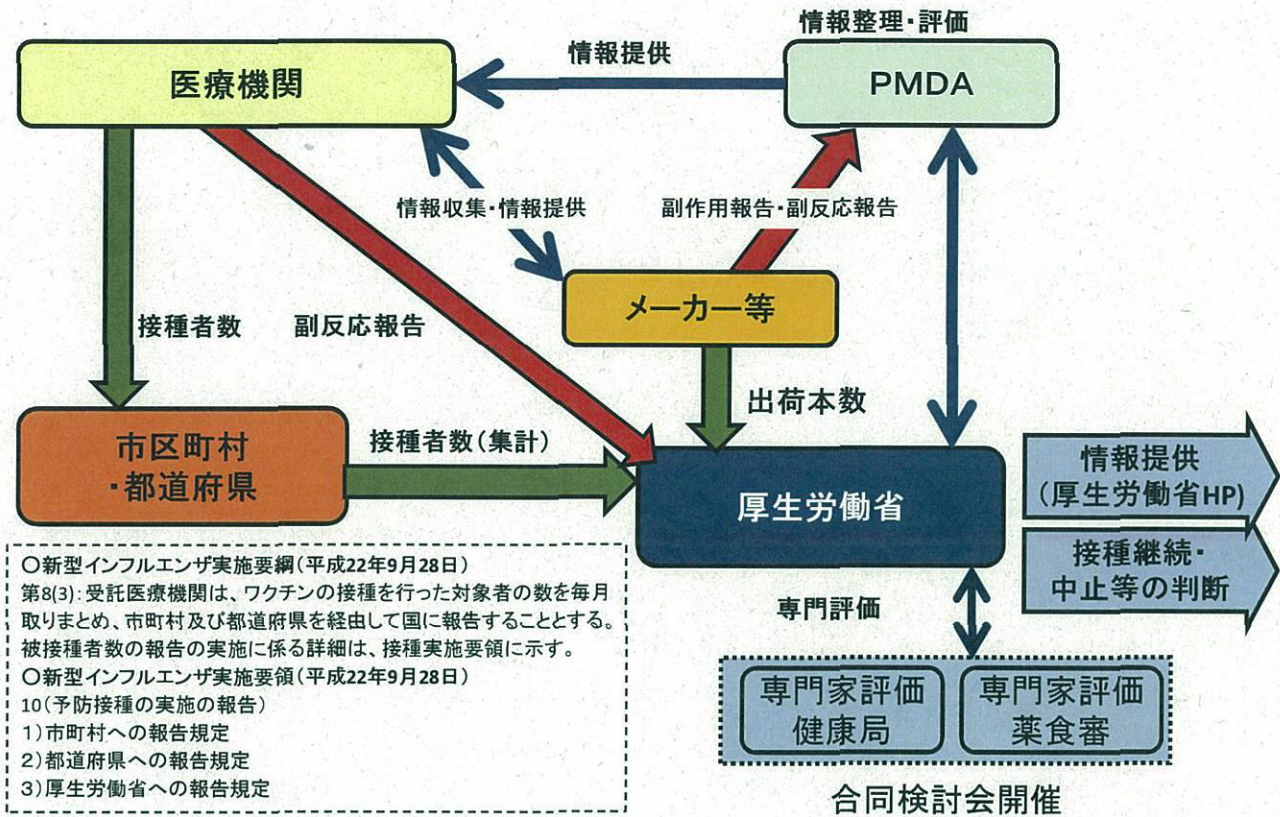 情報整理・評価
医療機関
情報提供
PMDA
情報収集・情報提供
副作用報告・副反応報告
メーカー等
接種者数
副反応報告
出荷本数
市区町村
・都道府県
接種者数(集計)
厚生労働省
情報提供
(厚生労働省HP)
接種継続・
中止等の判断
専門評価
〇新型インフルエンザ実施要綱(平成22年9月28日)
第8(3):受託医療機関は、ワクチンの接種を行った対象者の数を毎月
取りまとめ、市町村及び都道府県を経由して国に報告することとする。
被接種者数の報告の実施に係る詳細は、接種実施要領に示す。
〇新型インフルエンザ実施要領(平成22年9月28日)
10(予防接種の実施の報告)
1)市町村への報告規定
2)都道府県への報告規定
3)厚生労働省への報告規定
専門家評価
健康局
専門家評価
薬食審
合同検討会開催